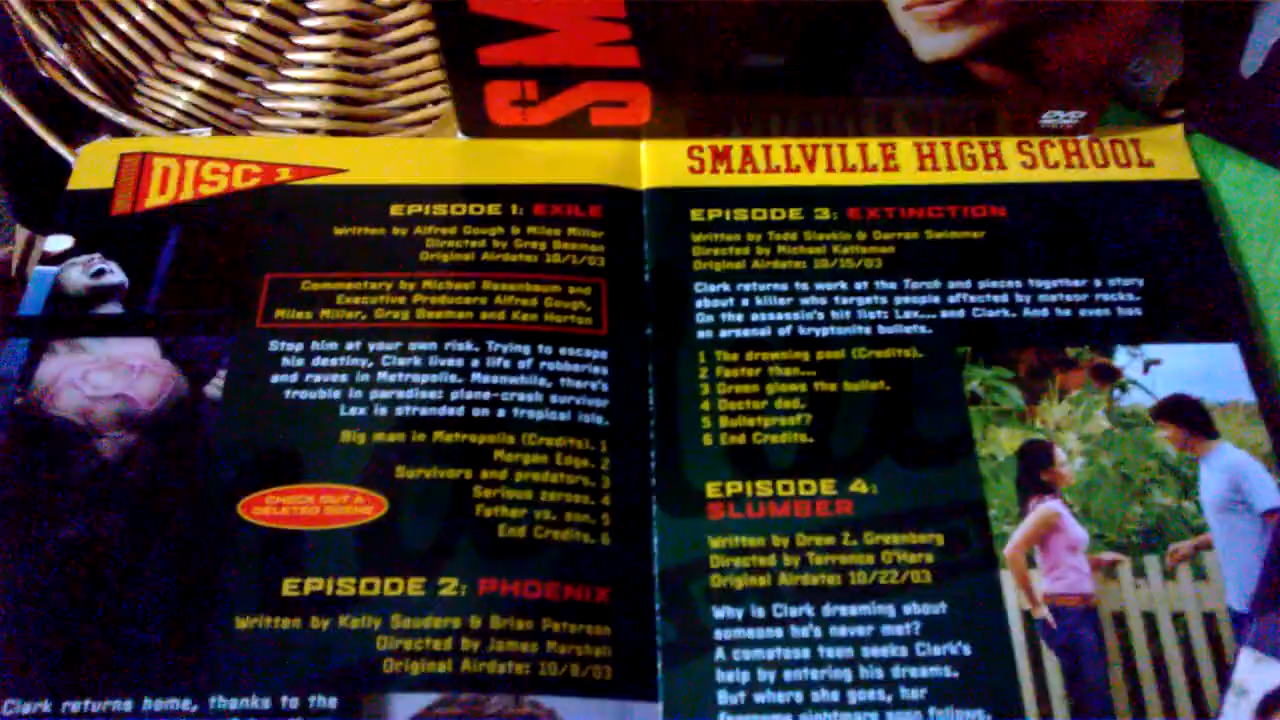 SM
DVD
DISC 1
SMALLVILLE HIGH SCHOOL
EPISODE 1: EXILE
Written by Alfred Gough & Miles Millar
Directed by Greg Beeman
Original Airdate: 10/1/03
Commentary by Michael Rosenbaum and
Executive Producers Alfred Gough,
Miles Millar, Greg Beeman and Ken Horton
Stop him at your own risk. Trying to escape
his destiny, Clark lives a life of robberies
and raves in Metropolis. Meanwhile, there's
trouble in paradise: plane-crash survivor
Lex is stranded on a tropical isle.
Big man in Metropolis (Credits). 1
Morgan Edge. 2
Survivors and predators. 3
Serious zeroes. 4
Father vs. son. 5
End Credits. 6
CHECK OUT A
DELETED SCENE
EPISODE 2: PHOENIX
Written by Kelly Souders & Brian Peterson
Directed by James Marshall
Original Airdate: 10/8/03
Clark returns home, thanks to the
EPISODE 3: EXTINCTION
Written by Todd Slavkin & Darren Swimmer
Directed by Michael Katleman
Original Airdate: 10/15/03
Clark returns to work at the Torch and pieces together a story
about a killer who targets people affected by meteor rocks.
On the assassin's hit list: Lex... and Clark. And he even has
an arsenal of kryptonite bullets.
1 The drowning pool (Credits).
2 Faster than...
3 Green glows the bullet.
4 Doctor dad.
5 Bulletproof?
6 End Credits.
EPISODE 4:
SLUMBER
Written by Drew Z. Greenberg
Directed by Terrence O'Hara
Original Airdate: 10/22/03
Why is Clark dreaming about
someone he's never met?
A comatose teen seeks Clark's
help by entering his dreams.
But where she goes, her
fearsome nightmare soon follows.